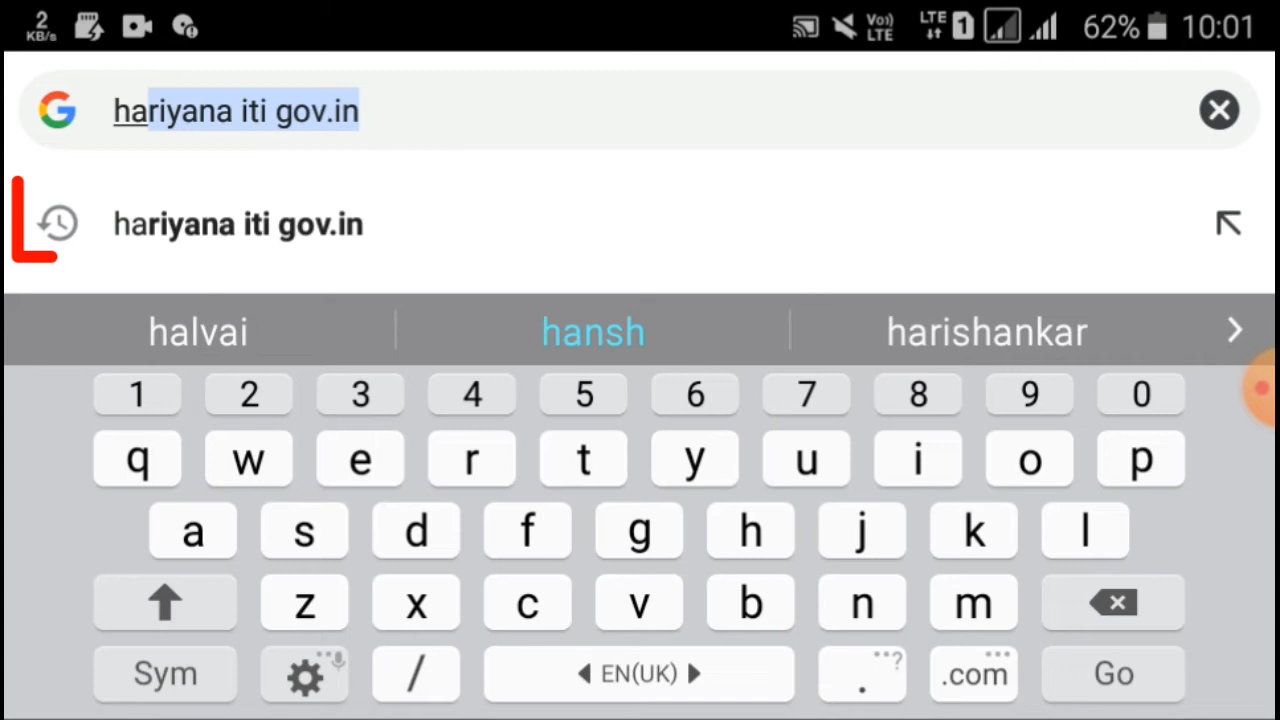 2
KB/s
Vo))
LTE
LTE
1
62%
10:01
hariyana iti gov.in
hariyana iti gov.in
halvai hansh harishankar
1 2 3 4 5 6 7 8 9 0
q w e r t y u i o p
a s d f g h j k l
z x c v b n m
Sym / EN(UK) . ? .com Go